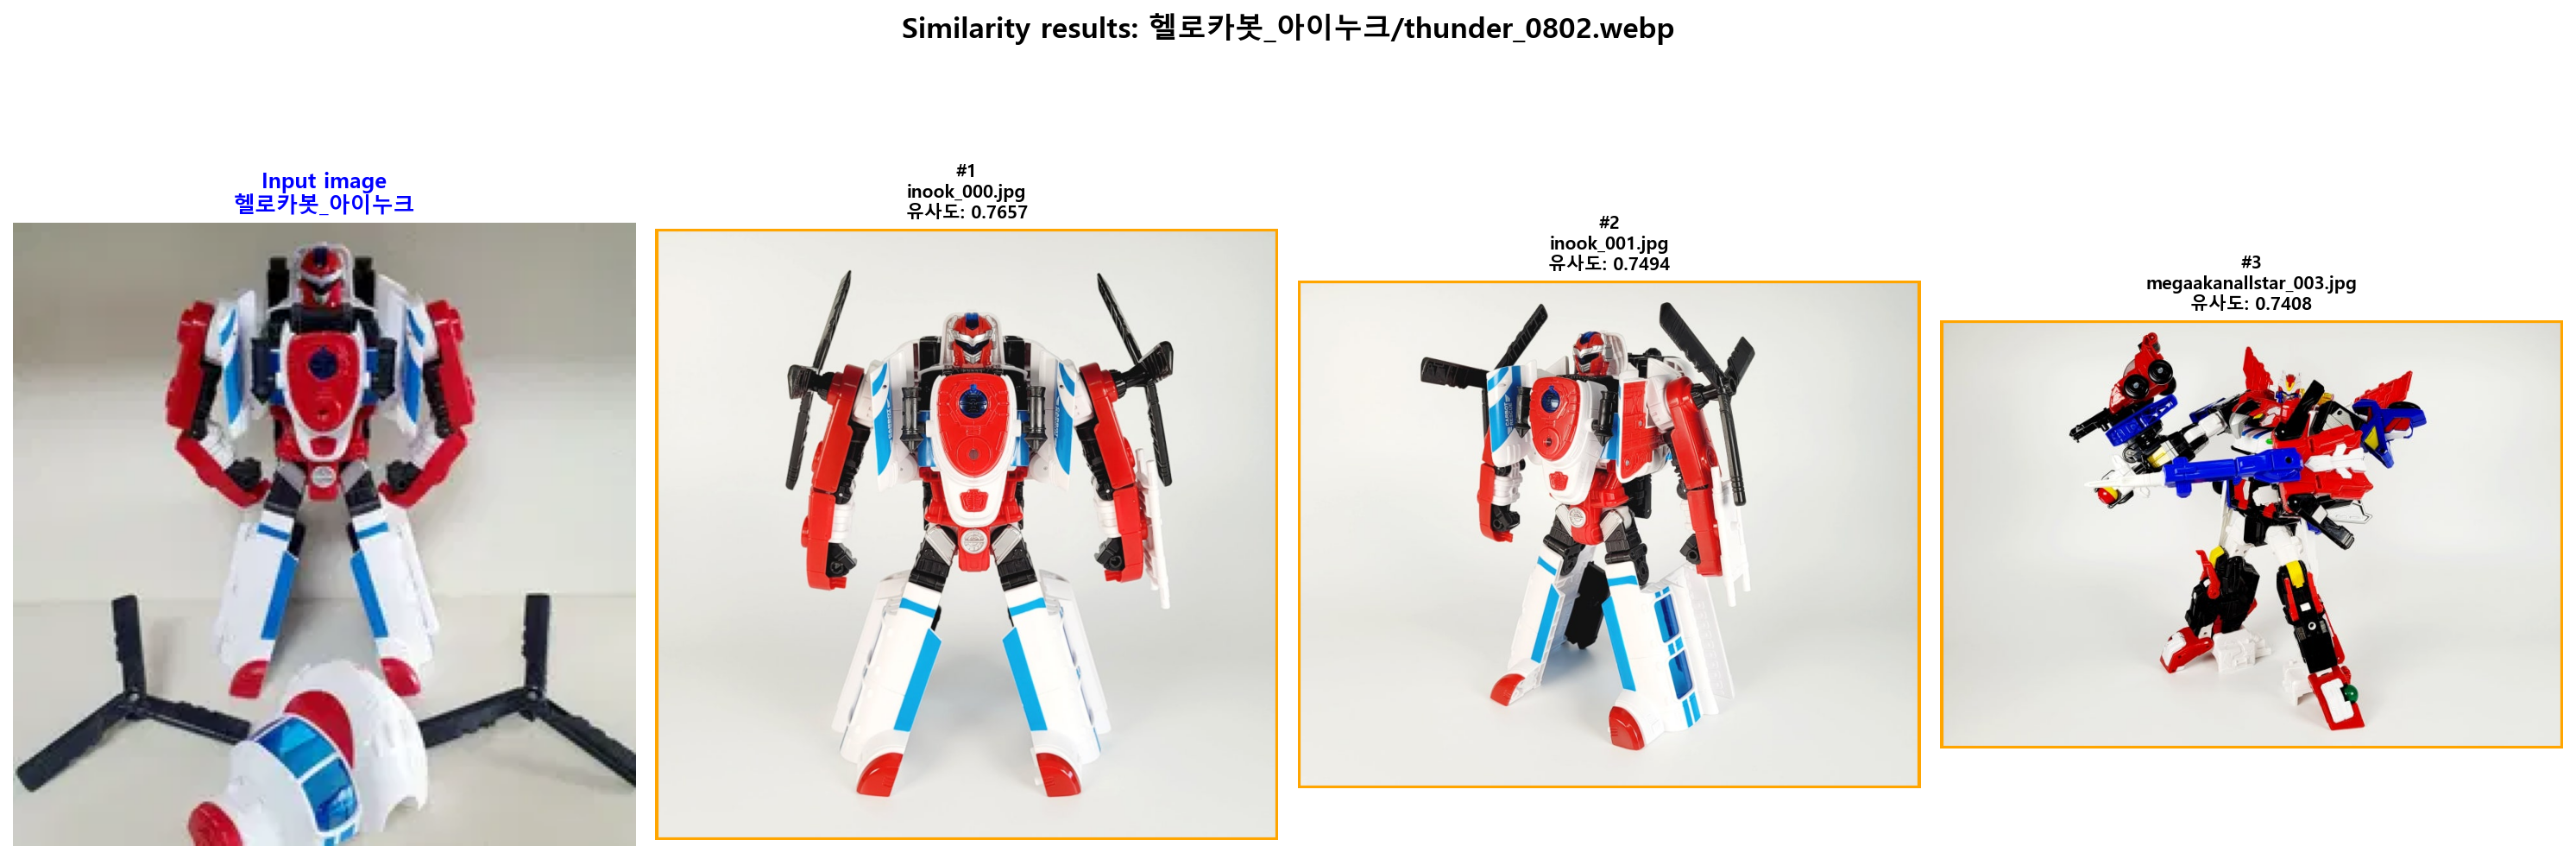 Similarity results: 헬로카봇_아이누크/thunder_0802.webp
Input image
헬로카봇_아이누크
#1
inook_000.jpg
유사도: 0.7657
#2
inook_001.jpg
유사도: 0.7494
#3
megaakanallstar_003.jpg
유사도: 0.7408